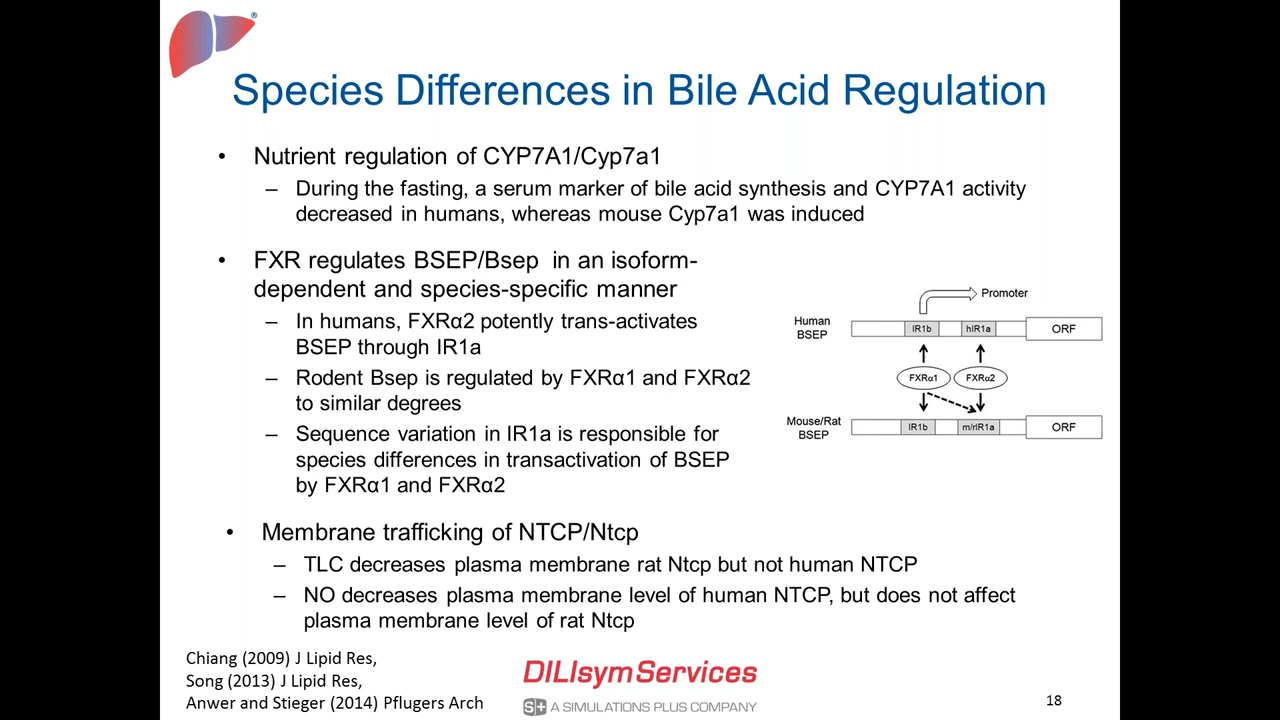 ®
Species Differences in Bile Acid Regulation
• Nutrient regulation of CYP7A1/Cyp7a1
– During the fasting, a serum marker of bile acid synthesis and CYP7A1 activity
decreased in humans, whereas mouse Cyp7a1 was induced
• FXR regulates BSEP/Bsep in an isoform-
dependent and species-specific manner
– In humans, FXRα2 potently trans-activates
BSEP through IR1a
– Rodent Bsep is regulated by FXRα1 and FXRα2
to similar degrees
– Sequence variation in IR1a is responsible for
species differences in transactivation of BSEP
by FXRα1 and FXRα2
Promoter
Human
BSEP
IR1b
hIR1a
ORF
FXRα1
FXRα2
Mouse/Rat
BSEP
IR1b
m/rIR1a
ORF
• Membrane trafficking of NTCP/Ntcp
– TLC decreases plasma membrane rat Ntcp but not human NTCP
– NO decreases plasma membrane level of human NTCP, but does not affect
plasma membrane level of rat Ntcp
Chiang (2009) J Lipid Res,
Song (2013) J Lipid Res,
Anwer and Stieger (2014) Pflugers Arch
DILIsymServices
S+ A SIMULATIONS PLUS COMPANY
18